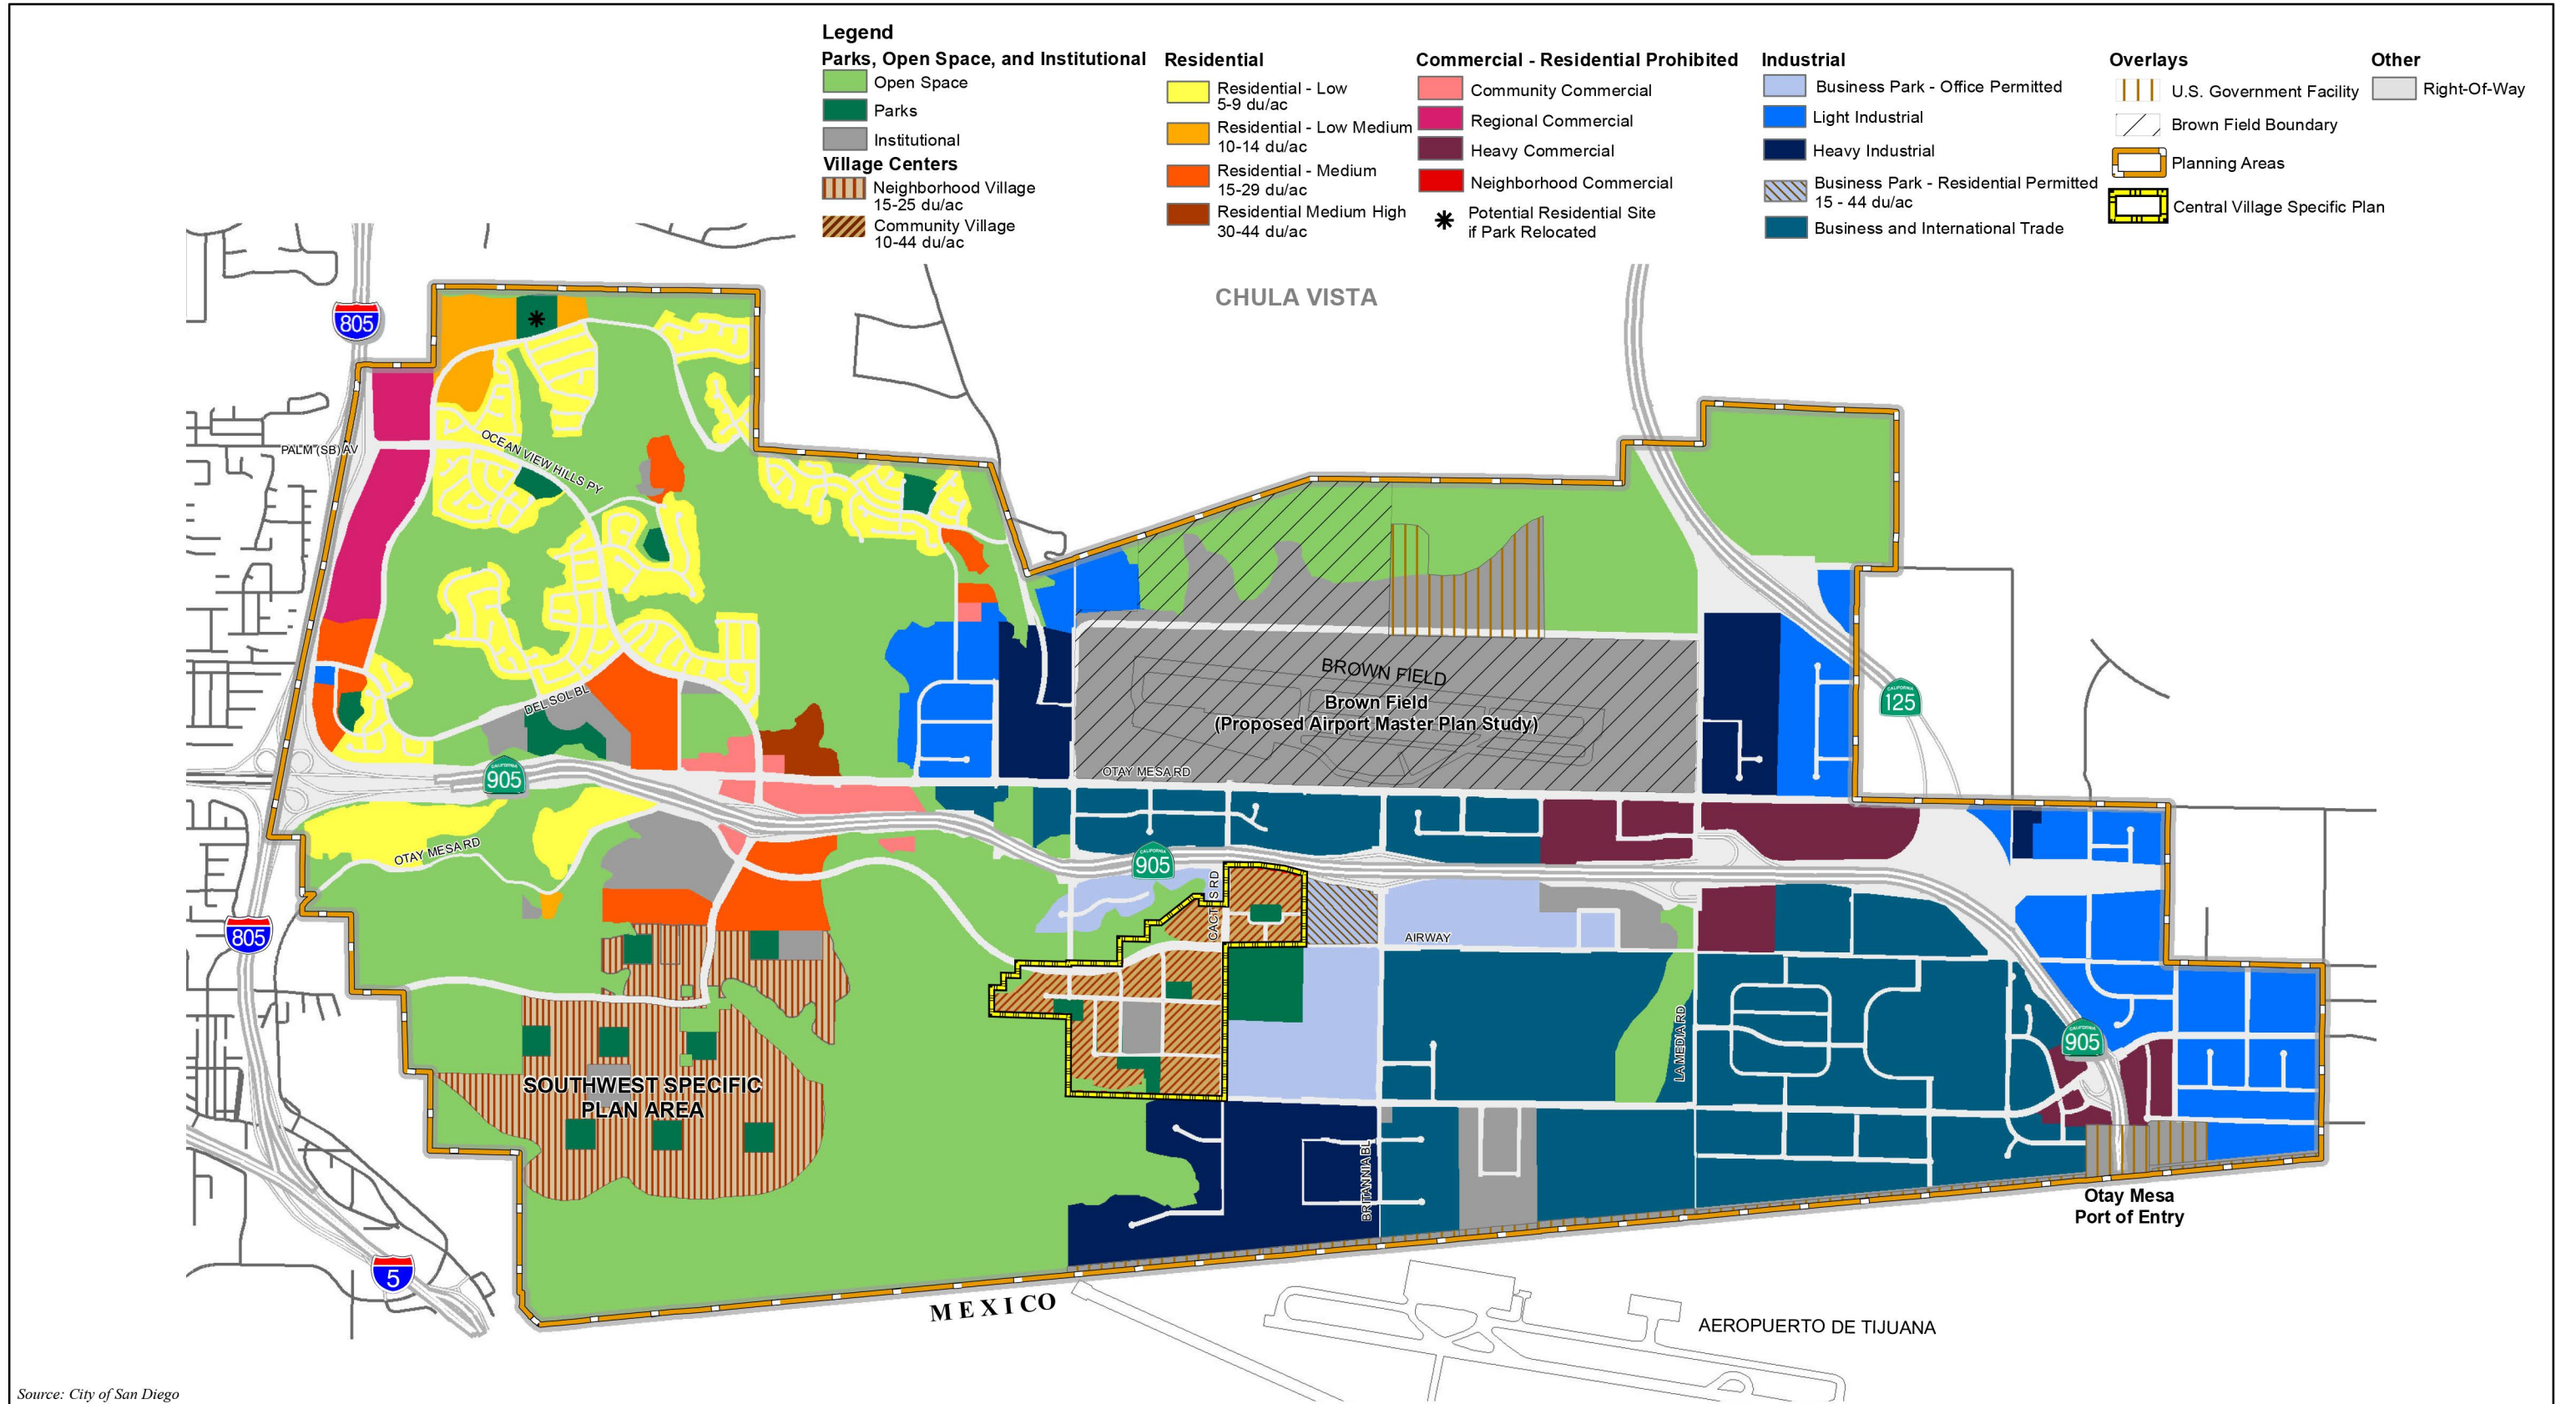 Legend
Parks, Open Space, and Institutional
Open Space
Parks
Institutional
Village Centers
Neighborhood Village
15-25 du/ac
Community Village
10-44 du/ac
Residential
Residential - Low
5-9 du/ac
Residential - Low Medium
10-14 du/ac
Residential - Medium
15-29 du/ac
Residential Medium High
30-44 du/ac
Commercial - Residential Prohibited
Community Commercial
Regional Commercial
Heavy Commercial
Neighborhood Commercial
Potential Residential Site
if Park Relocated
Industrial
Business Park - Office Permitted
Light Industrial
Heavy Industrial
Business Park - Residential Permitted
15 - 44 du/ac
Business and International Trade
Overlays
U.S. Government Facility
Brown Field Boundary
Planning Areas
Central Village Specific Plan
Other
Right-Of-Way
CHULA VISTA
805
PALM (SB) AV
OCEAN VIEW HILLS PY
DEL SOL BL
BROWN FIELD
Brown Field
(Proposed Airport Master Plan Study)
CALIFORNIA
125
CALIFORNIA
905
OTAY MESA RD
OTAY MESA RD
CALIFORNIA
905
805
CACTUS RD
AIRWAY
LA MEDIA RD
CALIFORNIA
905
SOUTHWEST SPECIFIC
PLAN AREA
BRITANNIA BL
Otay Mesa
Port of Entry
5
MEXICO
AEROPUERTO DE TIJUANA
Source: City of San Diego